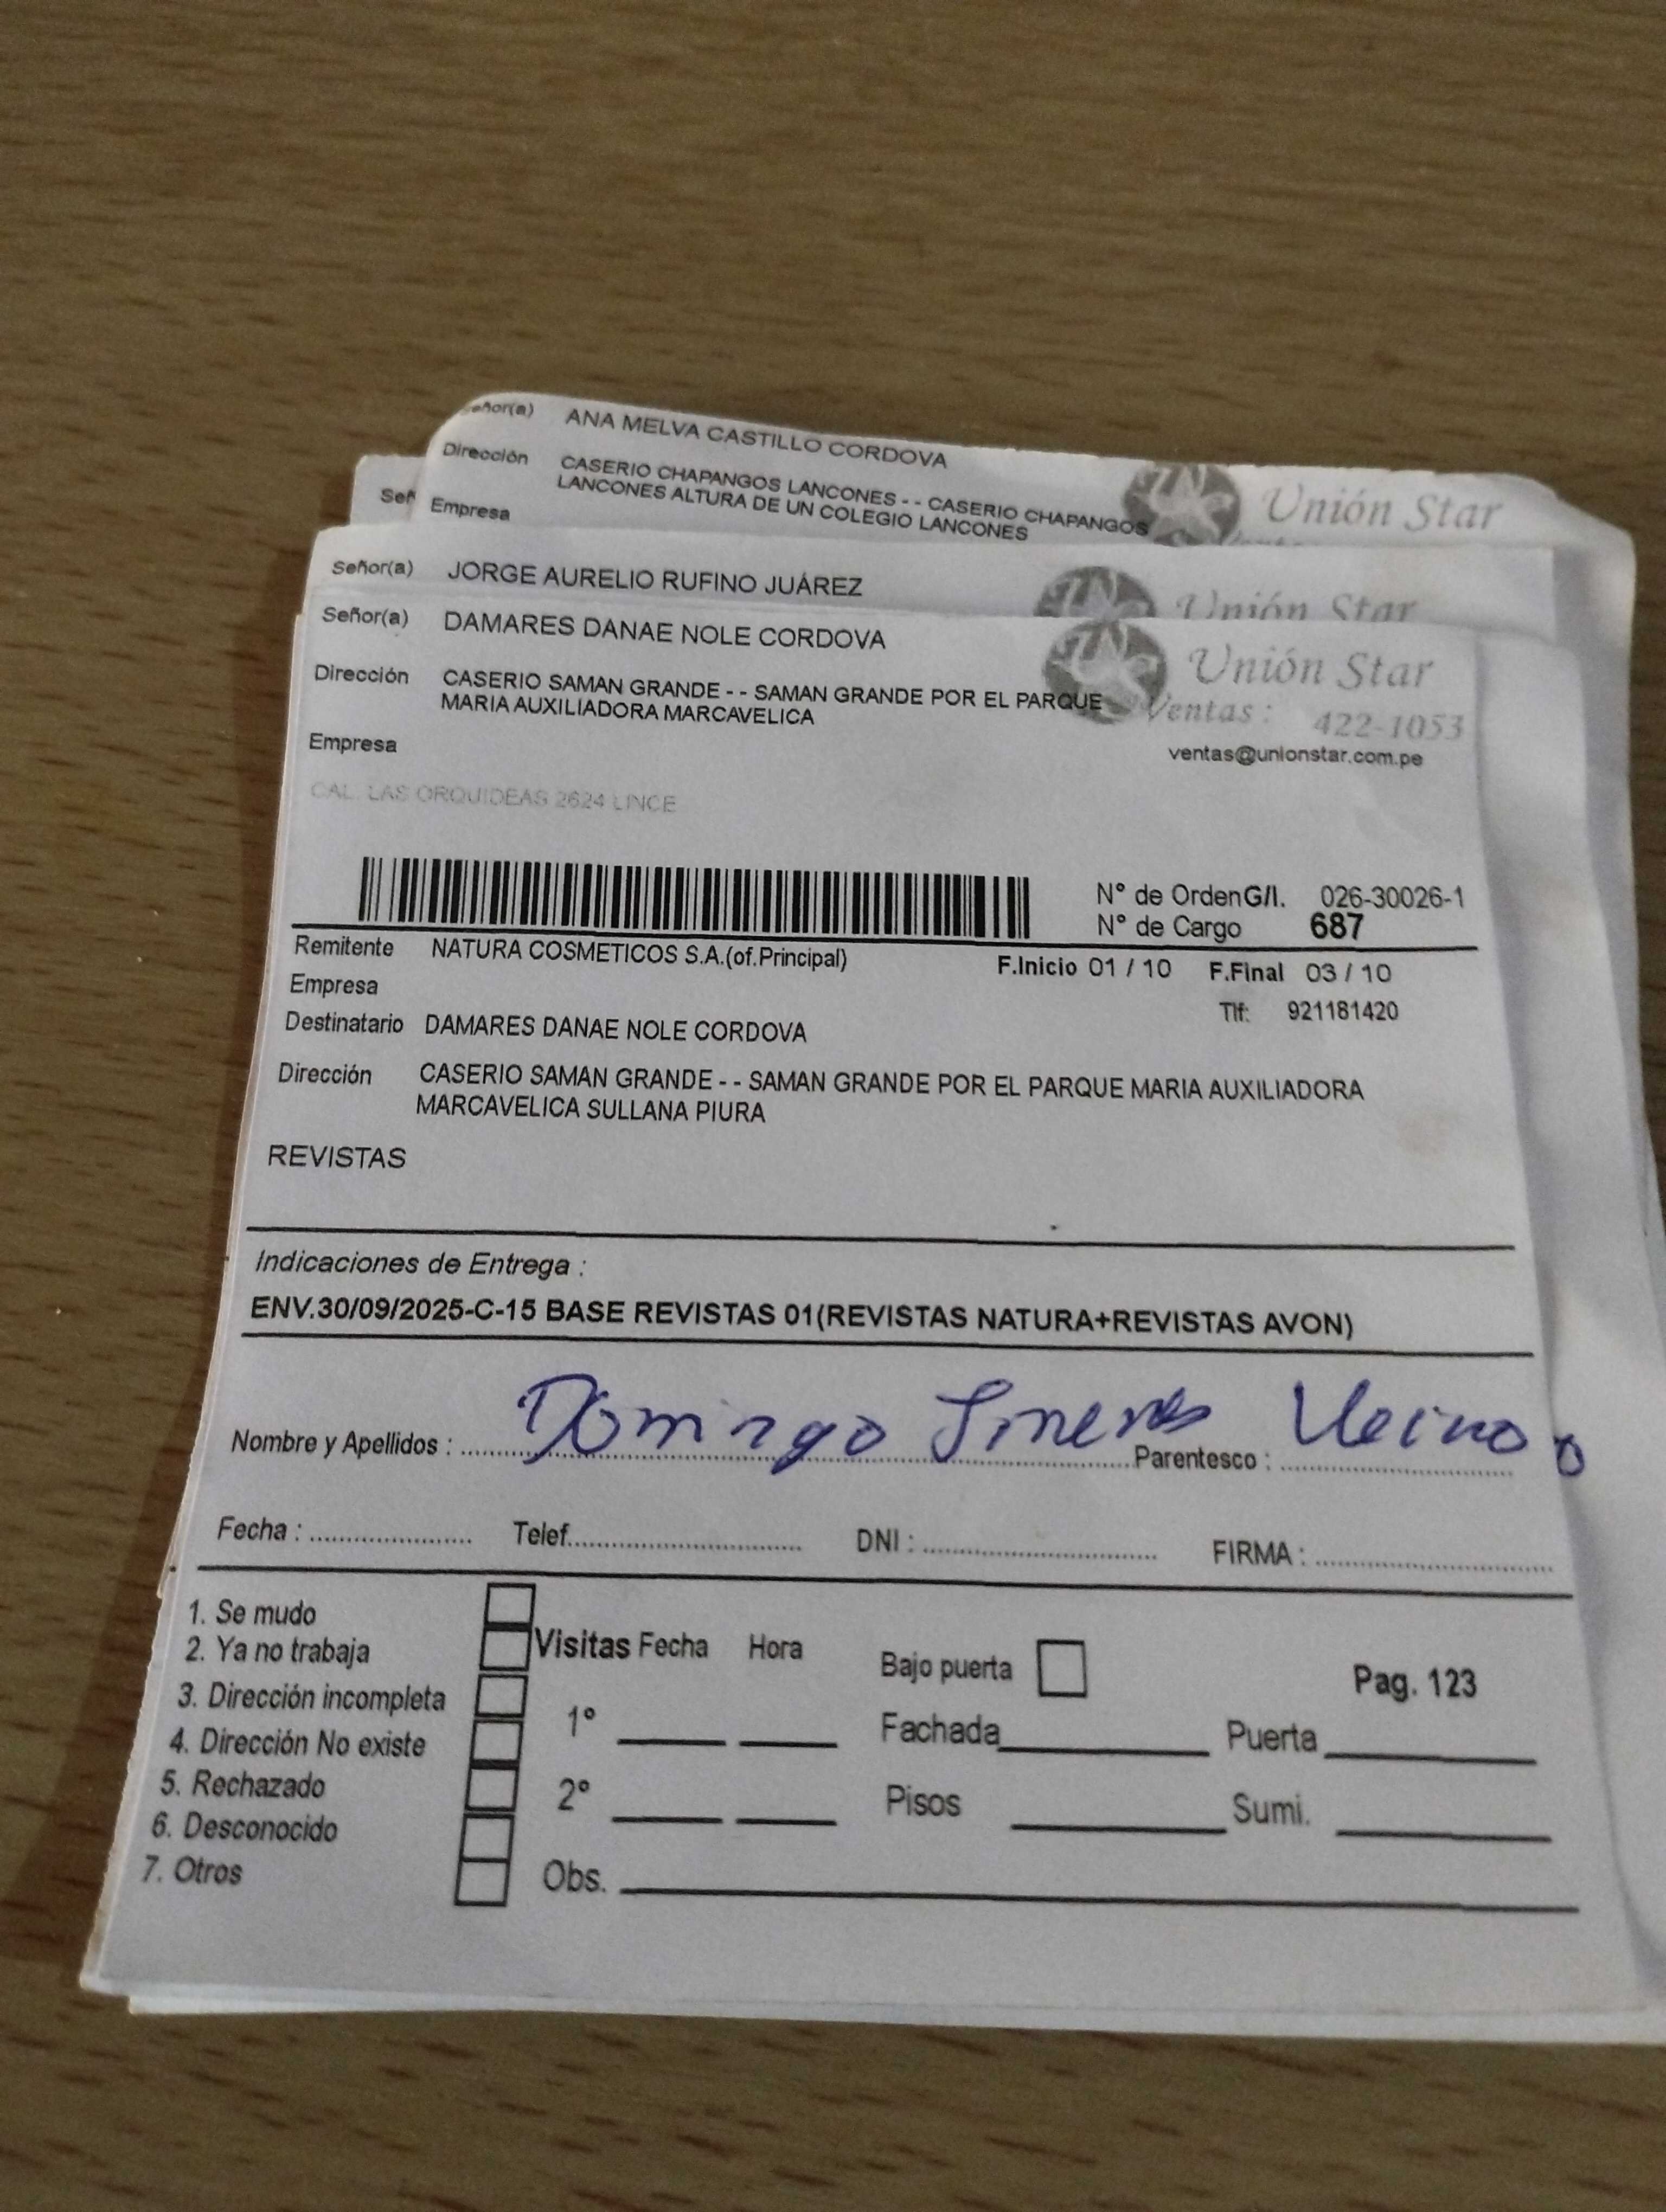 Señor(a) ANA MELVA CASTILLO CORDOVA
Dirección CASERIO CHAPANGOS LANCONES - - CASERIO CHAPANGOS
LANCONES ALTURA DE UN COLEGIO LANCONES
Empresa
Unión Star
Señor(a) JORGE AURELIO RUFINO JUÁREZ
Unión Star
Señor(a) DAMARES DANAE NOLE CORDOVA
Unión Star
Dirección CASERIO SAMAN GRANDE - - SAMAN GRANDE POR EL PARQUE
MARIA AUXILIADORA MARCAVELICA
Ventas: 422-1053
Empresa
ventas@unionstar.com.pe
CAL. LAS ORQUIDEAS 2624 LINCE
N° de OrdenG/I. 026-30026-1
N° de Cargo 687
Remitente NATURA COSMETICOS S.A.(of.Principal)
F.Inicio 01 / 10 F.Final 03 / 10
Empresa
Tlf: 921181420
Destinatario DAMARES DANAE NOLE CORDOVA
Dirección CASERIO SAMAN GRANDE - - SAMAN GRANDE POR EL PARQUE MARIA AUXILIADORA
MARCAVELICA SULLANA PIURA
REVISTAS
Indicaciones de Entrega :
ENV.30/09/2025-C-15 BASE REVISTAS 01(REVISTAS NATURA+REVISTAS AVON)
Nombre y Apellidos : Domingo Parentesco :
Fecha : Telef. DNI : FIRMA :
1. Se mudo
2. Ya no trabaja Visitas Fecha Hora Bajo puerta Pag. 123
3. Dirección incompleta 1°
4. Dirección No existe Fachada Puerta
5. Rechazado 2° Pisos Sumi.
6. Desconocido
7. Otros Obs.